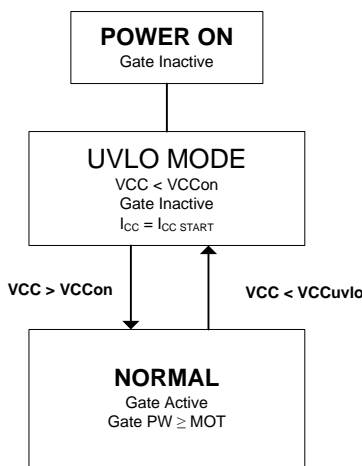 POWER ON
Gate Inactive
UVLO MODE
VCC < VCCon
Gate Inactive
ICC = ICC START
VCC > VCCon
VCC < VCCuvlo
NORMAL
Gate Active
Gate PW ≥ MOT